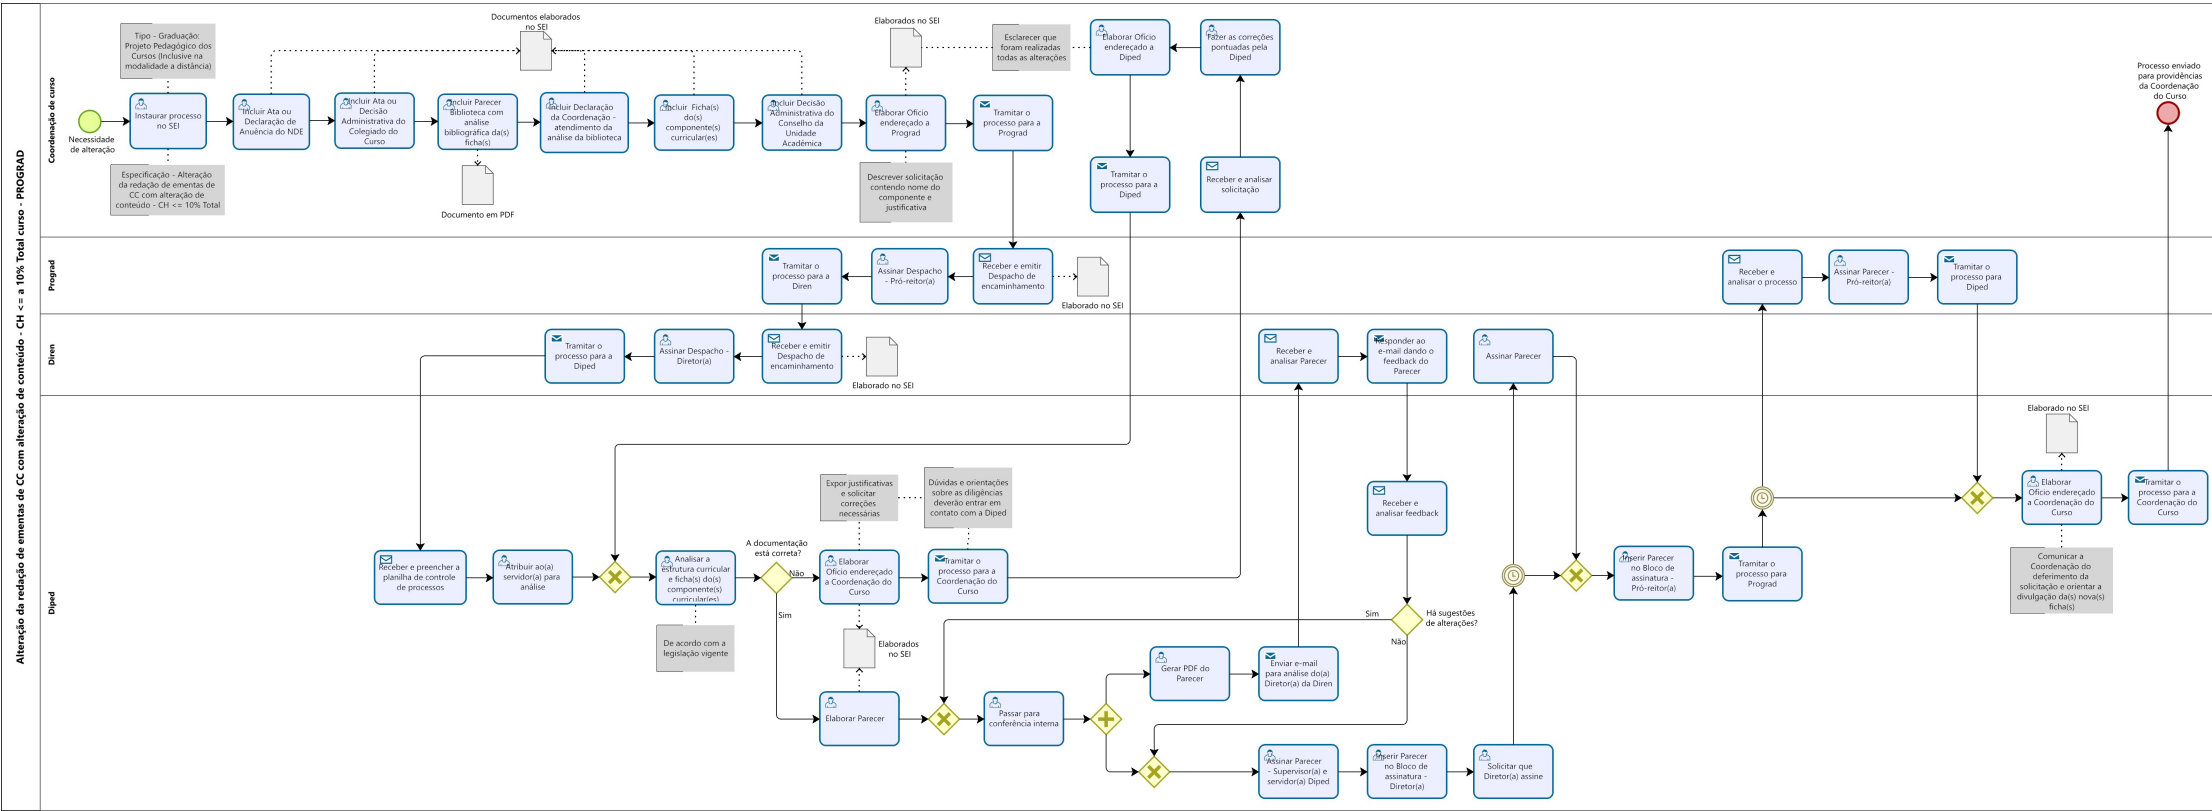 Alteração da redação de ementas de CC com alteração de conteúdo - CH <= a 10% Total curso - PROGRAD
Coordenação de curso
Tipo - Graduação:
Projeto Pedagógico dos
Cursos (Inclusive na
modalidade a distância)
Necessidade
de alteração
Instaurar processo
no SEI
Especificação - Alteração
da redação de ementas de
CC com alteração de
conteúdo - CH <= 10% Total
Incluir Ata ou
Declaração de
Anuência do NDE
Incluir Ata ou
Decisão
Administrativa do
Colegiado do
Curso
Incluir Parecer
Biblioteca com
análise
bibliográfica da(s)
ficha(s)
Documento em PDF
Documentos elaborados
no SEI
Incluir Declaração
da Coordenação -
atendimento da
análise da biblioteca
Incluir Ficha(s)
do(s)
componente(s)
curricular(es)
Incluir Decisão
Administrativa do
Conselho da
Unidade
Acadêmica
Elaborados no SEI
Elaborar Ofício
endereçado a
Prograd
Descrever solicitação
contendo nome do
componente e
justificativa
Tramitar o
processo para a
Prograd
Esclarecer que
foram realizadas
todas as alterações
Elaborar Ofício
endereçado a
Diped
Fazer as correções
pontuadas pela
Diped
Tramitar o
processo para a
Diped
Receber e analisar
solicitação
Processo enviado
para providências
da Coordenação
do Curso
Prograd
Tramitar o
processo para a
Diren
Assinar Despacho
- Pró-reitor(a)
Receber e emitir
Despacho de
encaminhamento
Elaborado no SEI
Receber e
analisar o processo
Assinar Parecer -
Pró-reitor(a)
Tramitar o
processo para
Diped
Diren
Tramitar o
processo para a
Diped
Assinar Despacho -
Diretor(a)
Receber e emitir
Despacho de
encaminhamento
Elaborado no SEI
Receber e
analisar Parecer
Responder ao
e-mail dando o
feedback do
Parecer
Assinar Parecer
Diped
Receber e preencher a
planilha de controle
de processos
Atribuir ao(a)
servidor(a) para
análise
Analisar a
estrutura curricular
e ficha(s) do(s)
componente(s)
curricular(es)
De acordo com a
legislação vigente
A documentação
está correta?
Não
Sim
Expor justificativas
e solicitar
correções
necessárias
Dúvidas e orientações
sobre as diligências
deverão entrar em
contato com a Diped
Elaborar
Ofício endereçado
a Coordenação do
Curso
Tramitar o
processo para a
Coordenação do
Curso
Elaborados
no SEI
Elaborar Parecer
Passar para
conferência interna
Gerar PDF do
Parecer
Enviar e-mail
para análise do(a)
Diretor(a) da Diren
Receber e
analisar feedback
Há sugestões
de alterações?
Sim
Não
Assinar Parecer
- Supervisor(a) e
servidor(a) Diped
Inserir Parecer
no Bloco de
assinatura -
Diretor(a)
Solicitar que
Diretor(a) assine
Inserir Parecer
no Bloco de
assinatura -
Pró-reitor(a)
Tramitar o
processo para
Prograd
Elaborado no SEI
Elaborar
Ofício endereçado
a Coordenação do
Curso
Tramitar o
processo para a
Coordenação do
Curso
Comunicar a
Coordenação do
deferimento da
solicitação e orientar a
divulgação da(s) nova(s)
ficha(s)